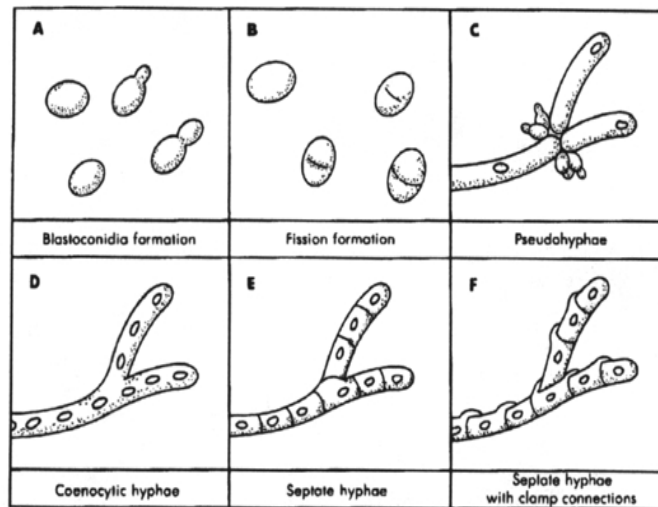 A
B
C
Blastoconidia formation
Fission formation
Pseudohyphae
D
E
F
Coenocytic hyphae
Septate hyphae
Septate hyphae
with clamp connections